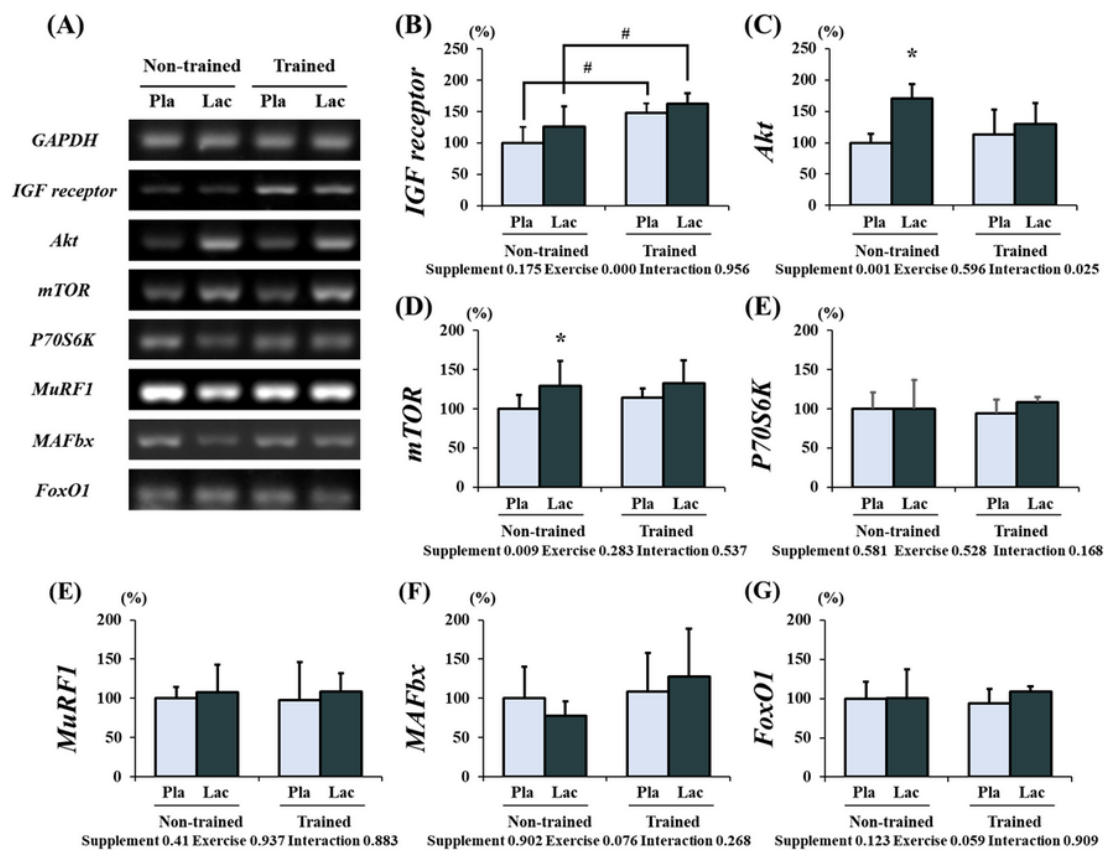 (A)
Non-trained Trained
Pla Lac Pla Lac
GAPDH
IGF receptor
Akt
mTOR
P70S6K
MuRF1
MAFbx
FoxO1
(B)
(%)
250
200
150
100
50
0
IGF receptor
#
#
Pla Lac Pla Lac
Non-trained Trained
Supplement 0.175 Exercise 0.000 Interaction 0.956
(C)
(%)
250
200
150
100
50
0
Akt
*
Pla Lac Pla Lac
Non-trained Trained
Supplement 0.001 Exercise 0.596 Interaction 0.025
(D)
(%)
200
150
100
50
0
mTOR
*
Pla Lac Pla Lac
Non-trained Trained
Supplement 0.009 Exercise 0.283 Interaction 0.537
(E)
(%)
200
150
100
50
0
P70S6K
Pla Lac Pla Lac
Non-trained Trained
Supplement 0.581 Exercise 0.528 Interaction 0.168
(E)
(%)
200
150
100
50
0
MuRF1
Pla Lac Pla Lac
Non-trained Trained
Supplement 0.41 Exercise 0.937 Interaction 0.883
(F)
(%)
200
150
100
50
0
MAFbx
Pla Lac Pla Lac
Non-trained Trained
Supplement 0.902 Exercise 0.076 Interaction 0.268
(G)
(%)
200
150
100
50
0
FoxO1
Pla Lac Pla Lac
Non-trained Trained
Supplement 0.123 Exercise 0.059 Interaction 0.909